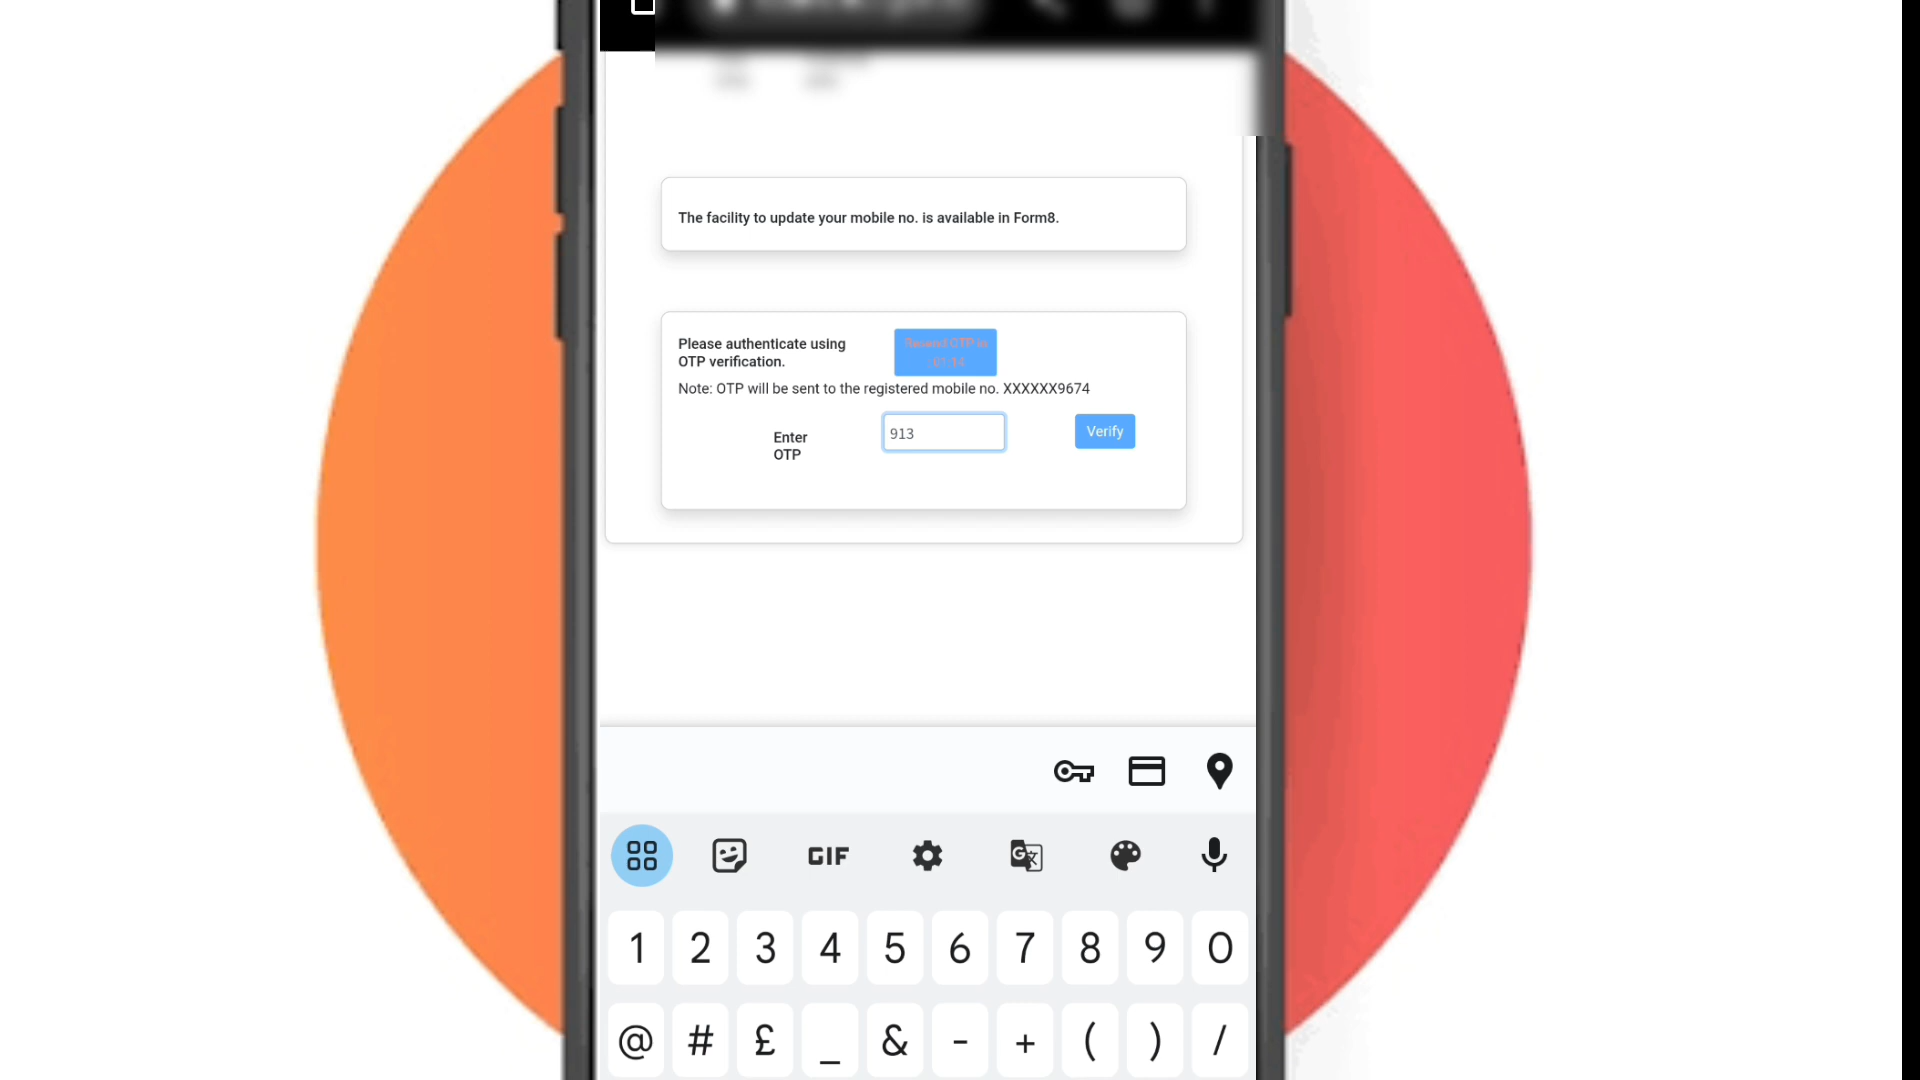 The facility to update your mobile no. is available in Form8.
Please authenticate using
OTP verification.
Resend OTP in
: 01:14
Note: OTP will be sent to the registered mobile no. XXXXXX9674
Enter
OTP
913
Verify
GIF
1 2 3 4 5 6 7 8 9 0
@ # £ _ & - + ( ) /